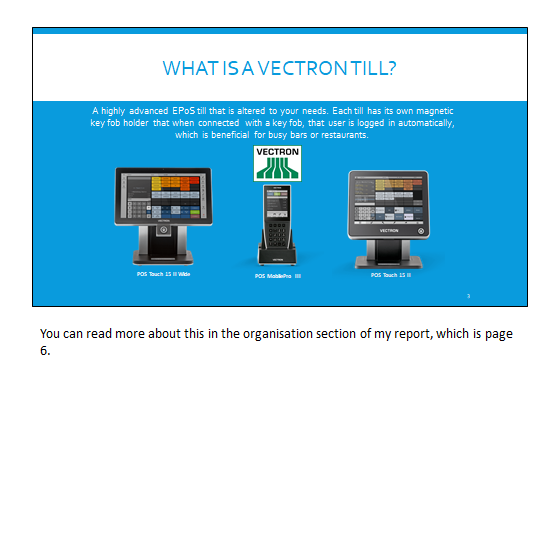 WHAT IS A VECTRON TILL?
A highly advanced EPoS till that is altered to your needs. Each till has its own magnetic
key fob holder that when connected with a key fob, that user is logged in automatically,
which is beneficial for busy bars or restaurants.
VECTRON
VECTRON
POS Touch 15 II Wide
POS MobilePro III
POS Touch 15 II
3
You can read more about this in the organisation section of my report, which is page
6.